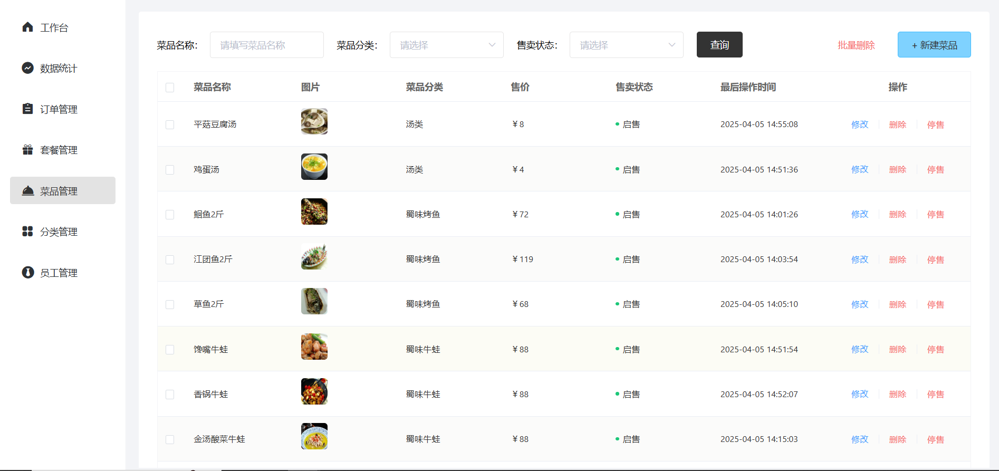 工作台
数据统计
订单管理
套餐管理
菜品管理
分类管理
员工管理
菜品名称: 请填写菜品名称 菜品分类: 请选择 售卖状态: 请选择 查询 批量删除 + 新建菜品
菜品名称 图片 菜品分类 售价 售卖状态 最后操作时间 操作
平菇豆腐汤 汤类 ￥8 启售 2025-04-05 14:55:08 修改 删除 停售
鸡蛋汤 汤类 ￥4 启售 2025-04-05 14:51:36 修改 删除 停售
鮰鱼2斤 蜀味烤鱼 ￥72 启售 2025-04-05 14:01:26 修改 删除 停售
江团鱼2斤 蜀味烤鱼 ￥119 启售 2025-04-05 14:03:54 修改 删除 停售
草鱼2斤 蜀味烤鱼 ￥68 启售 2025-04-05 14:05:10 修改 删除 停售
馋嘴牛蛙 蜀味牛蛙 ￥88 启售 2025-04-05 14:51:54 修改 删除 停售
香锅牛蛙 蜀味牛蛙 ￥88 启售 2025-04-05 14:52:07 修改 删除 停售
金汤酸菜牛蛙 蜀味牛蛙 ￥88 启售 2025-04-05 14:15:03 修改 删除 停售